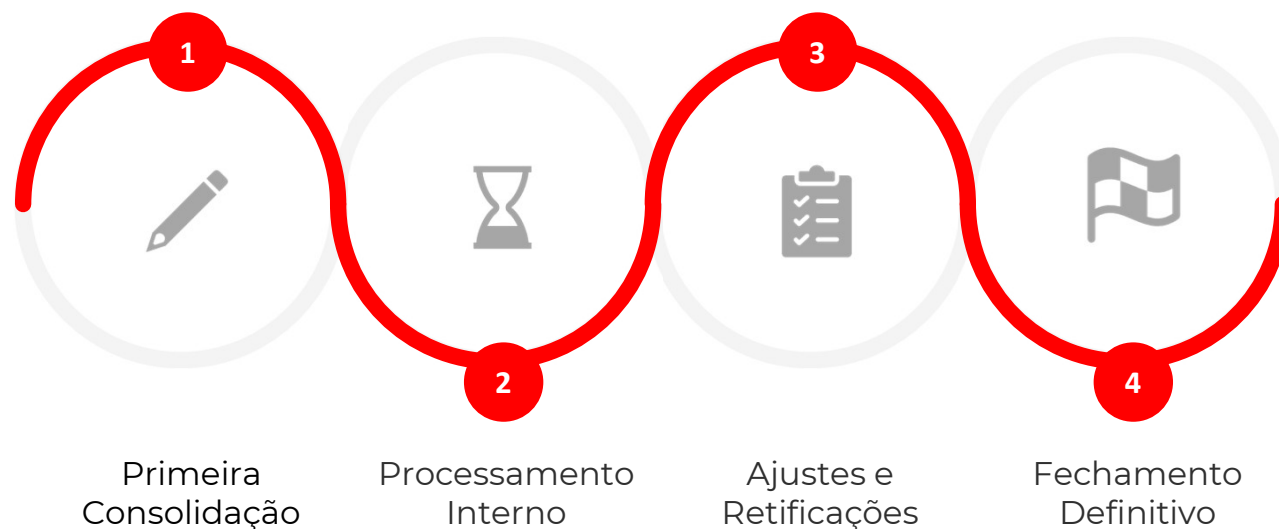 1
2
3
4
Primeira
Consolidação
Processamento
Interno
Ajustes e
Retificações
Fechamento
Definitivo